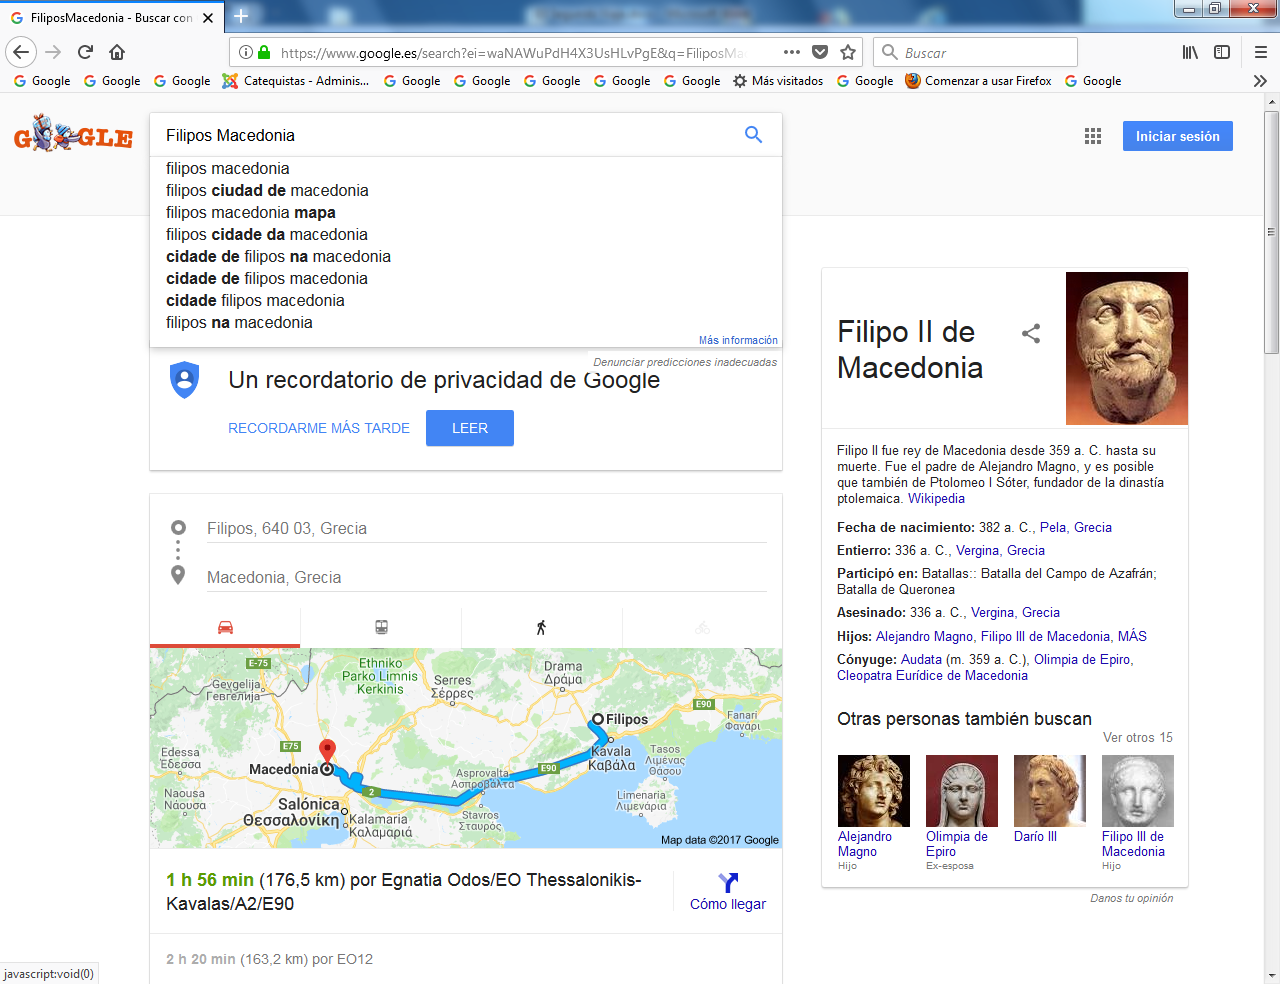 FiliposMacedonia - Buscar con
https://www.google.es/search?ei=waNAWuPdH4X3UsHLvPgE&q=FiliposMa
Buscar
Google
Google
Google
Catequistas - Adminis...
Google
Google
Google
Google
Google
Más visitados
Google
Comenzar a usar Firefox
Google
GOOGLE
Filipos Macedonia
Iniciar sesión
filipos macedonia
filipos ciudad de macedonia
filipos macedonia mapa
filipos cidade da macedonia
cidade de filipos na macedonia
cidade de filipos macedonia
cidade filipos macedonia
filipos na macedonia
Más información
Denunciar predicciones inadecuadas
Un recordatorio de privacidad de Google
RECORDARME MÁS TARDE
LEER
Filipos, 640 03, Grecia
Macedonia, Grecia
E-75
Ethniko
Parko Limnis
Kerkinis
Serres
Σέρρες
Drama
Δράμα
Gevgelija
Гевгелија
E90
Fanari
Φανάρι
Filipos
Edessa
Έδεσσα
E75
Kavala
Καβάλα
Tasos
Λιμένας
Θάσου
Macedonia
E90
Asprovalta
Ασπροβάλτα
Naousa
Νάουσα
2
Limenaria
Λιμενάρια
Salónica
Θεσσαλονίκη
Kalamaria
Καλαμαριά
Stavros
Σταυρός
Map data ©2017 Google
1 h 56 min (176,5 km) por Egnatia Odos/EO Thessalonikis-
Kavalas/A2/E90
Cómo llegar
2 h 20 min (163,2 km) por EO12
javascript:void(0)
Filipo II de
Macedonia
Filipo II fue rey de Macedonia desde 359 a. C. hasta su
muerte. Fue el padre de Alejandro Magno, y es posible
que también de Ptolomeo I Sóter, fundador de la dinastía
ptolemaica. Wikipedia
Fecha de nacimiento: 382 a. C., Pela, Grecia
Entierro: 336 a. C., Vergina, Grecia
Participó en: Batallas:: Batalla del Campo de Azafrán;
Batalla de Queronea
Asesinado: 336 a. C., Vergina, Grecia
Hijos: Alejandro Magno, Filipo III de Macedonia, MÁS
Cónyuge: Audata (m. 359 a. C.), Olimpia de Epiro,
Cleopatra Eurídice de Macedonia
Otras personas también buscan
Ver otros 15
Alejandro
Magno
Hijo
Olimpia de
Epiro
Ex-esposa
Darío III
Filipo III de
Macedonia
Hijo
Danos tu opinión